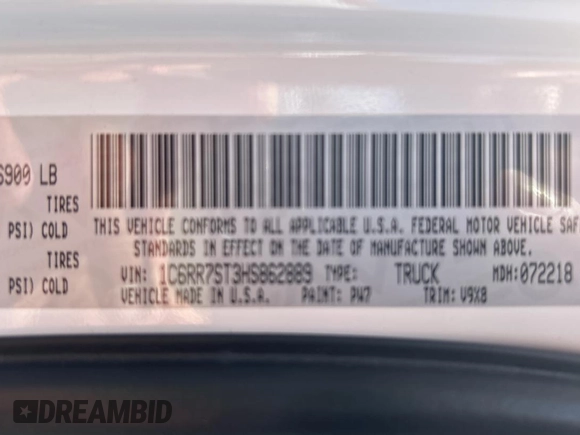 6900 LB
TIRES
PSI) COLD
TIRES
PSI) COLD
THIS VEHICLE CONFORMS TO ALL APPLICABLE U.S.A. FEDERAL MOTOR VEHICLE SAF
STANDARDS IN EFFECT ON THE DATE OF MANUFACTURE SHOWN ABOVE.
VIN: 1C6RR7ST3HS862889 TYPE: TRUCK MDH:072218
VEHICLE MADE IN U.S.A. PAINT: PW7 TRIM: V9X8
DREAMBID